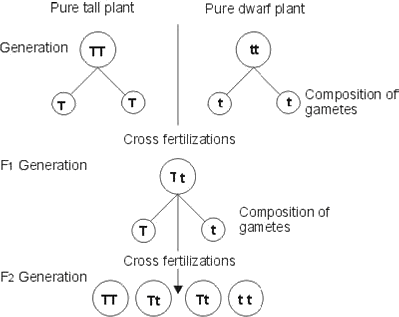 Pure tall plant Pure dwarf plant
Generation TT tt
T T t t Composition of
gametes
Cross fertilizations
F1 Generation
Tt
T t Composition of
gametes
Cross fertilizations
F2 Generation
TT Tt Tt tt